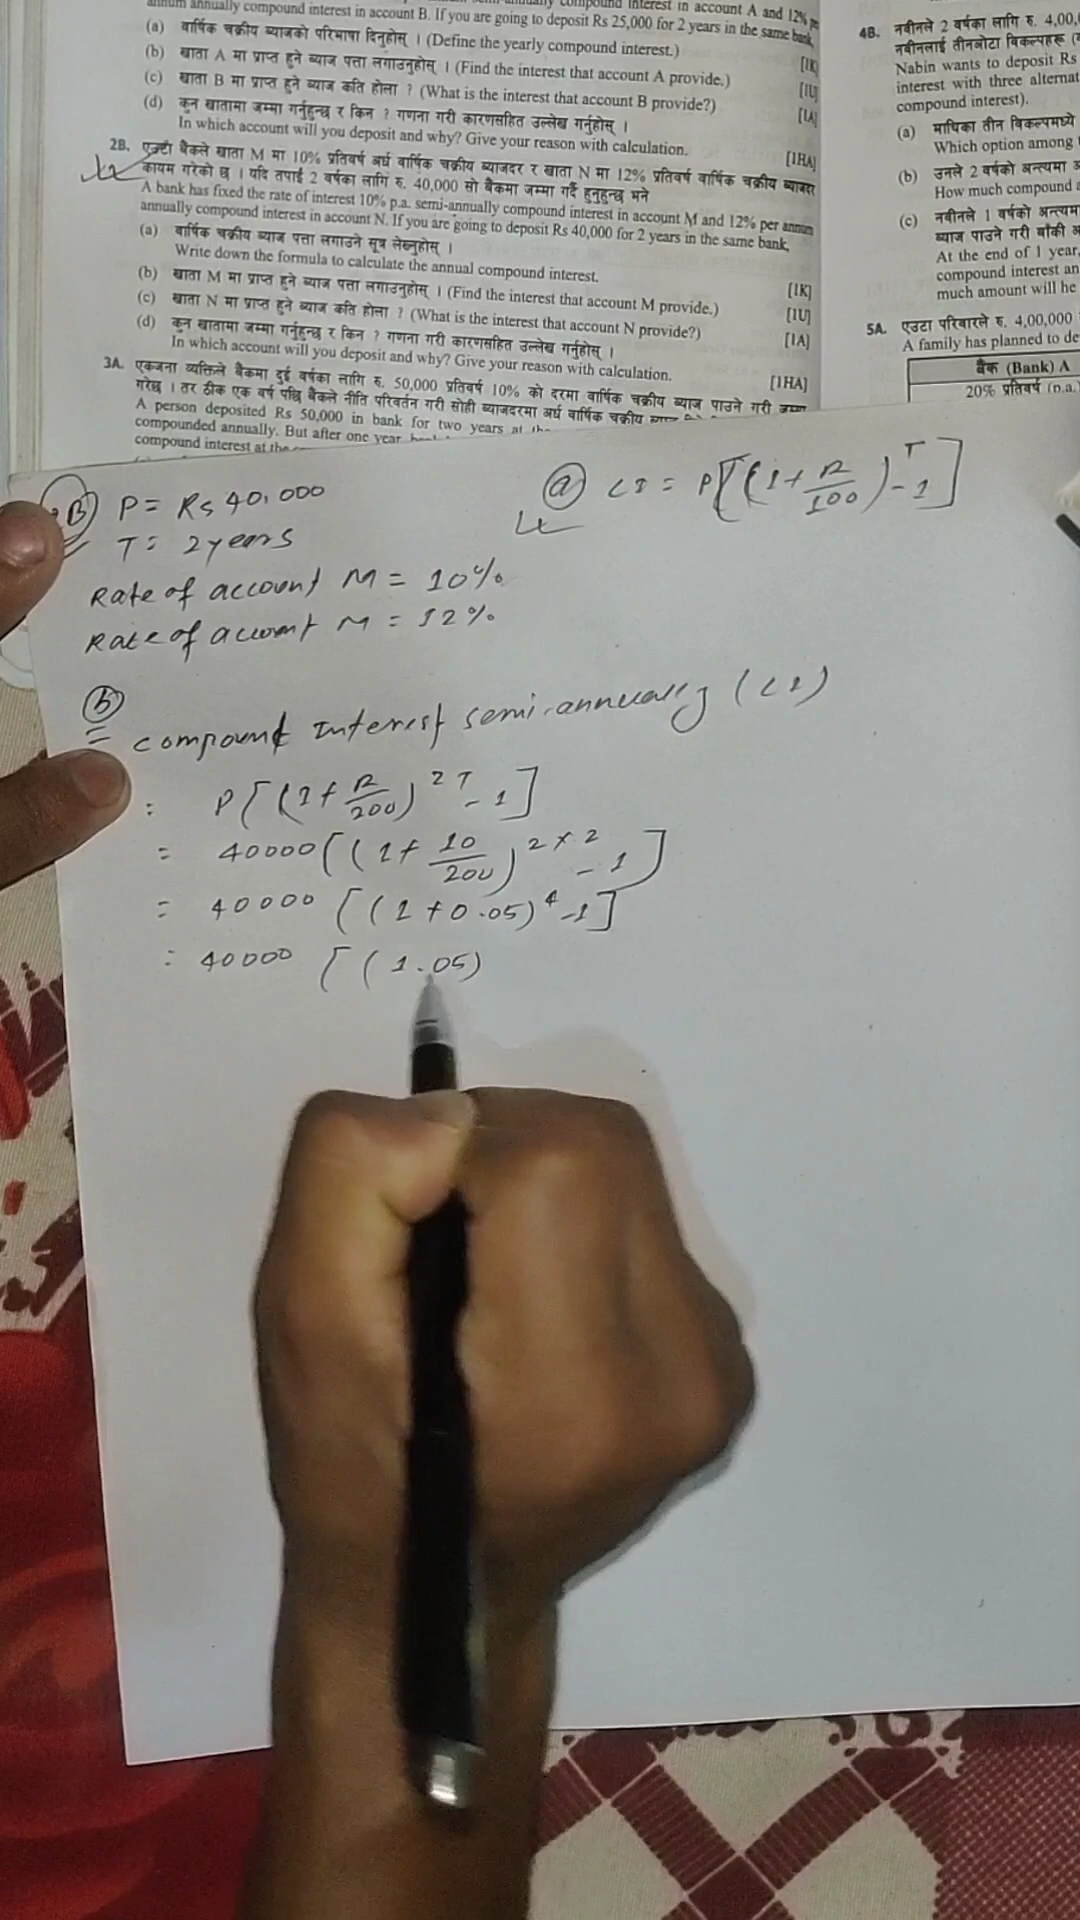 annum annually compound interest in account B. If you are going to deposit Rs 25,000 for 2 years in the same bank,
(a) वार्षिक चक्रीय ब्याजको परिभाषा दिनुहोस् । (Define the yearly compound interest.) [1K]
(b) खाता A मा प्राप्त हुने ब्याज पत्ता लगाउनुहोस् । (Find the interest that account A provide.) [1U]
(c) खाता B मा प्राप्त हुने ब्याज कति होला ? (What is the interest that account B provide?) [1A]
(d) कुन खातामा जम्मा गर्नुहुन्छ र किन ? गणना गरी कारणसहित उल्लेख गर्नुहोस् ।
In which account will you deposit and why? Give your reason with calculation. [1HA]
2B. एउटा बैंकले खाता M मा 10% प्रतिवर्ष अर्ध वार्षिक चक्रीय ब्याजदर र खाता N मा 12% प्रतिवर्ष वार्षिक चक्रीय ब्याजदर
कायम गरेको छ । यदि तपाई 2 वर्षका लागि रु. 40,000 सो बैंकमा जम्मा गर्दै हुनुहुन्छ भने
A bank has fixed the rate of interest 10% p.a. semi-annually compound interest in account M and 12% per annum
annually compound interest in account N. If you are going to deposit Rs 40,000 for 2 years in the same bank,
(a) वार्षिक चक्रीय ब्याज पत्ता लगाउने सूत्र लेख्नुहोस् ।
Write down the formula to calculate the annual compound interest. [1K]
(b) खाता M मा प्राप्त हुने ब्याज पत्ता लगाउनुहोस् । (Find the interest that account M provide.) [1U]
(c) खाता N मा प्राप्त हुने ब्याज कति होला ? (What is the interest that account N provide?) [1A]
(d) कुन खातामा जम्मा गर्नुहुन्छ र किन ? गणना गरी कारणसहित उल्लेख गर्नुहोस् ।
In which account will you deposit and why? Give your reason with calculation. [1HA]
3A. एकजना व्यक्तिले बैंकमा दुई वर्षका लागि रु. 50,000 प्रतिवर्ष 10% को दरमा वार्षिक चक्रीय ब्याज पाउने गरी जम्मा
गरेछ । तर ठीक एक वर्ष पछि बैंकले नीति परिवर्तन गरी सोही ब्याजदरमा अर्ध वार्षिक चक्रीय
A person deposited Rs 50,000 in bank for two years at
compounded annually. But after one year
compound interest at the
4B. नवीनले 2 वर्षका लागि रु. 4,00,
नवीनलाई तीनओटा विकल्पहरू
Nabin wants to deposit Rs
interest with three alternat
compound interest).
(a) माथिका तीन विकल्पमध्ये
Which option among
(b) उनले 2 वर्षको अन्त्यमा
How much compound
(c) नवीनले 1 वर्षको अन्त्यम
ब्याज पाउने गरी बाँकी
At the end of 1 year,
compound interest an
much amount will he
5A. एउटा परिवारले रु. 4,00,000
A family has planned to de
बैंक (Bank) A
20% प्रतिवर्ष (p.a.
B) P = Rs 40,000
T = 2 years
Rate of account M = 10%
Rate of account M = 12%
(a) CI = P[(1+R/100)^T - 1]
(b)
compound Interest semi-annually (CI)
= P[(1+R/200)^2T - 1]
= 40000[(1+10/200)^2×2 - 1]
= 40000 [(1+0.05)^4 - 1]
= 40000 [(1.05)